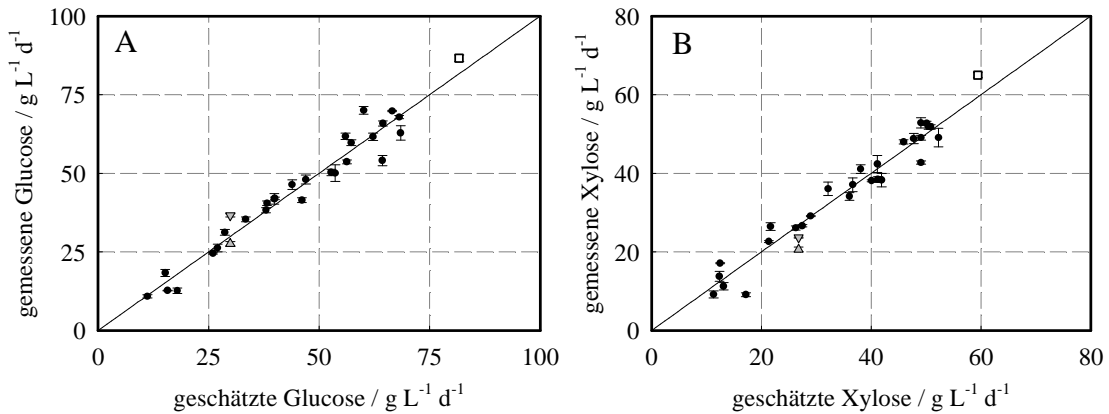 A
gemessene Glucose / g L⁻¹ d⁻¹
100
75
50
25
0
0 25 50 75 100
geschätzte Glucose / g L⁻¹ d⁻¹
B
gemessene Xylose / g L⁻¹ d⁻¹
80
60
40
20
0
0 20 40 60 80
geschätzte Xylose / g L⁻¹ d⁻¹